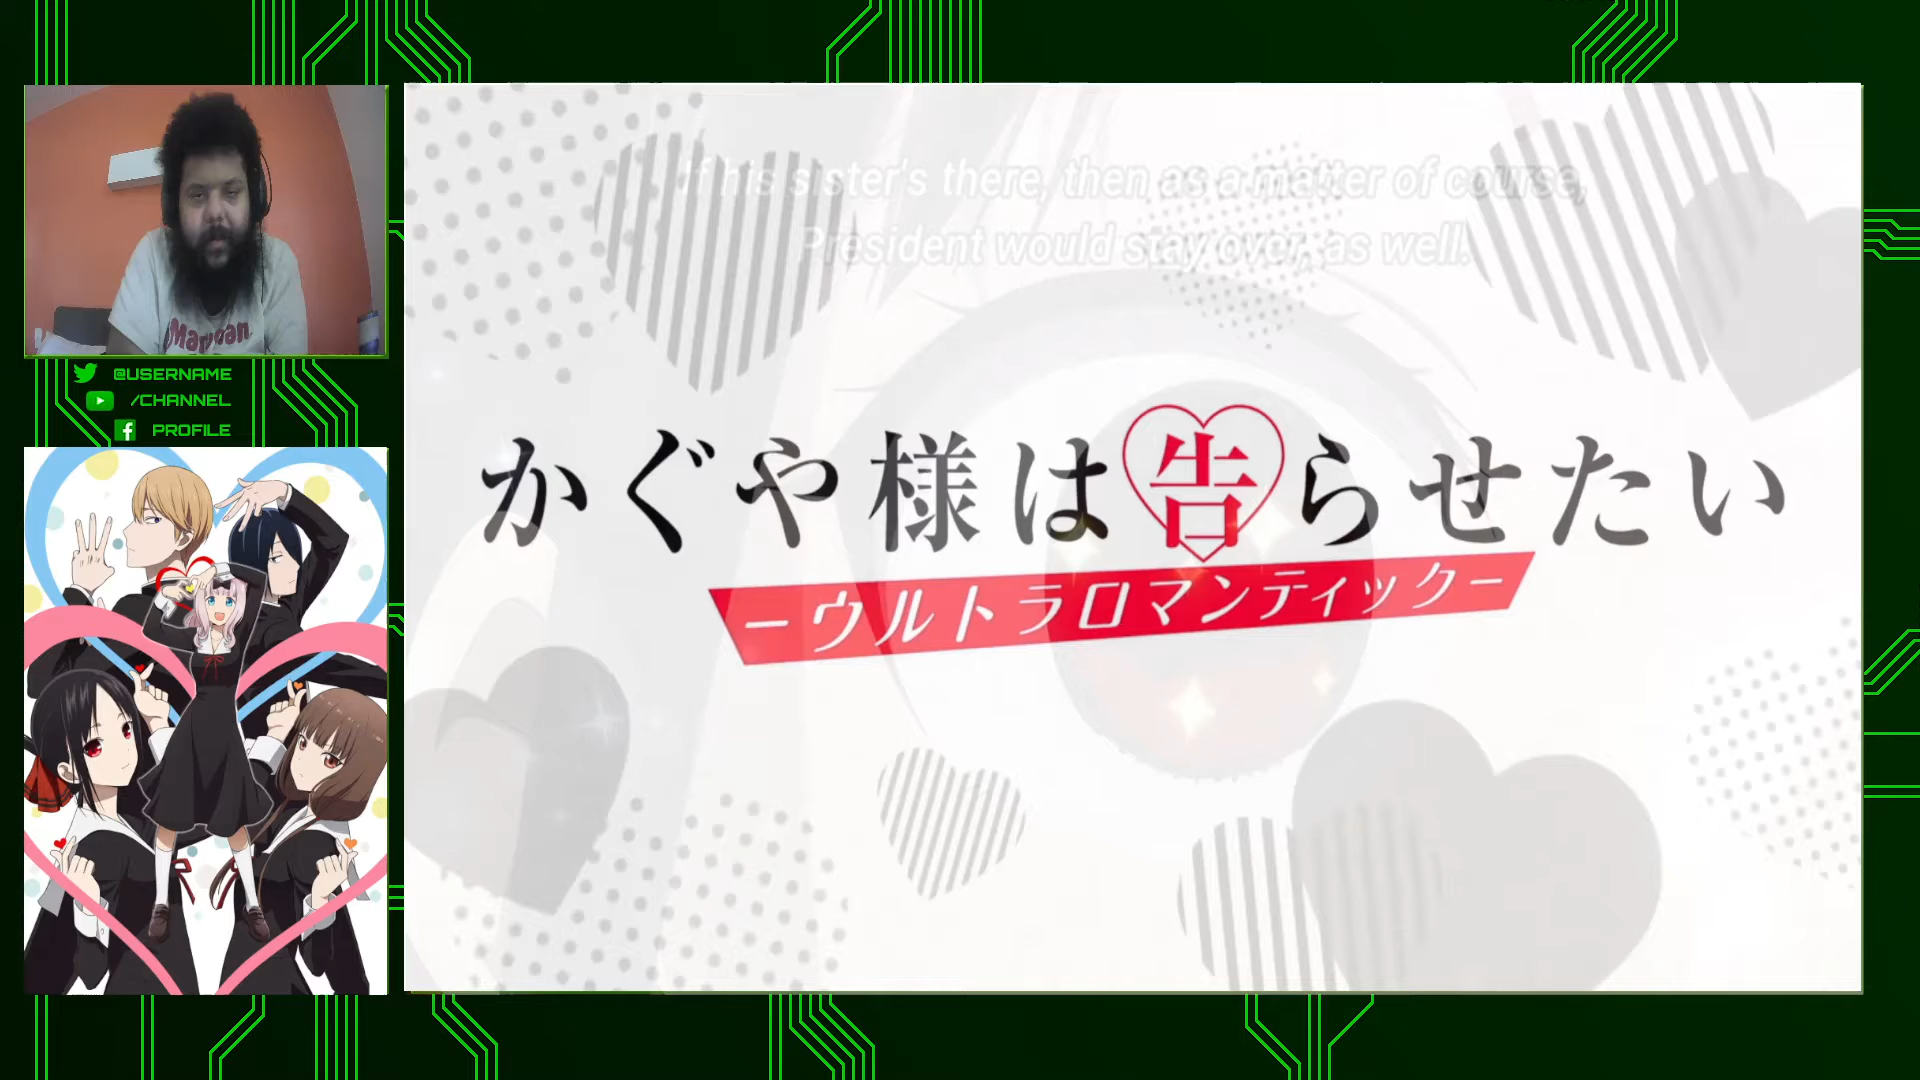 If his sister's there, then as a matter of course,
President would stay over, as well.
かぐや様は告らせたい
ーウルトラロマンティックー
@USERNAME
/CHANNEL
PROFILE